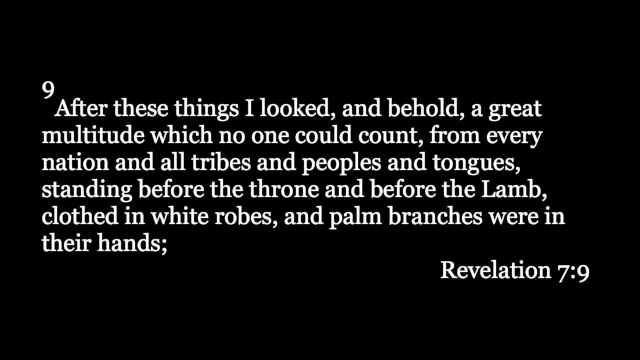 9
After these things I looked, and behold, a great
multitude which no one could count, from every
nation and all tribes and peoples and tongues,
standing before the throne and before the Lamb,
clothed in white robes, and palm branches were in
their hands;
Revelation 7:9